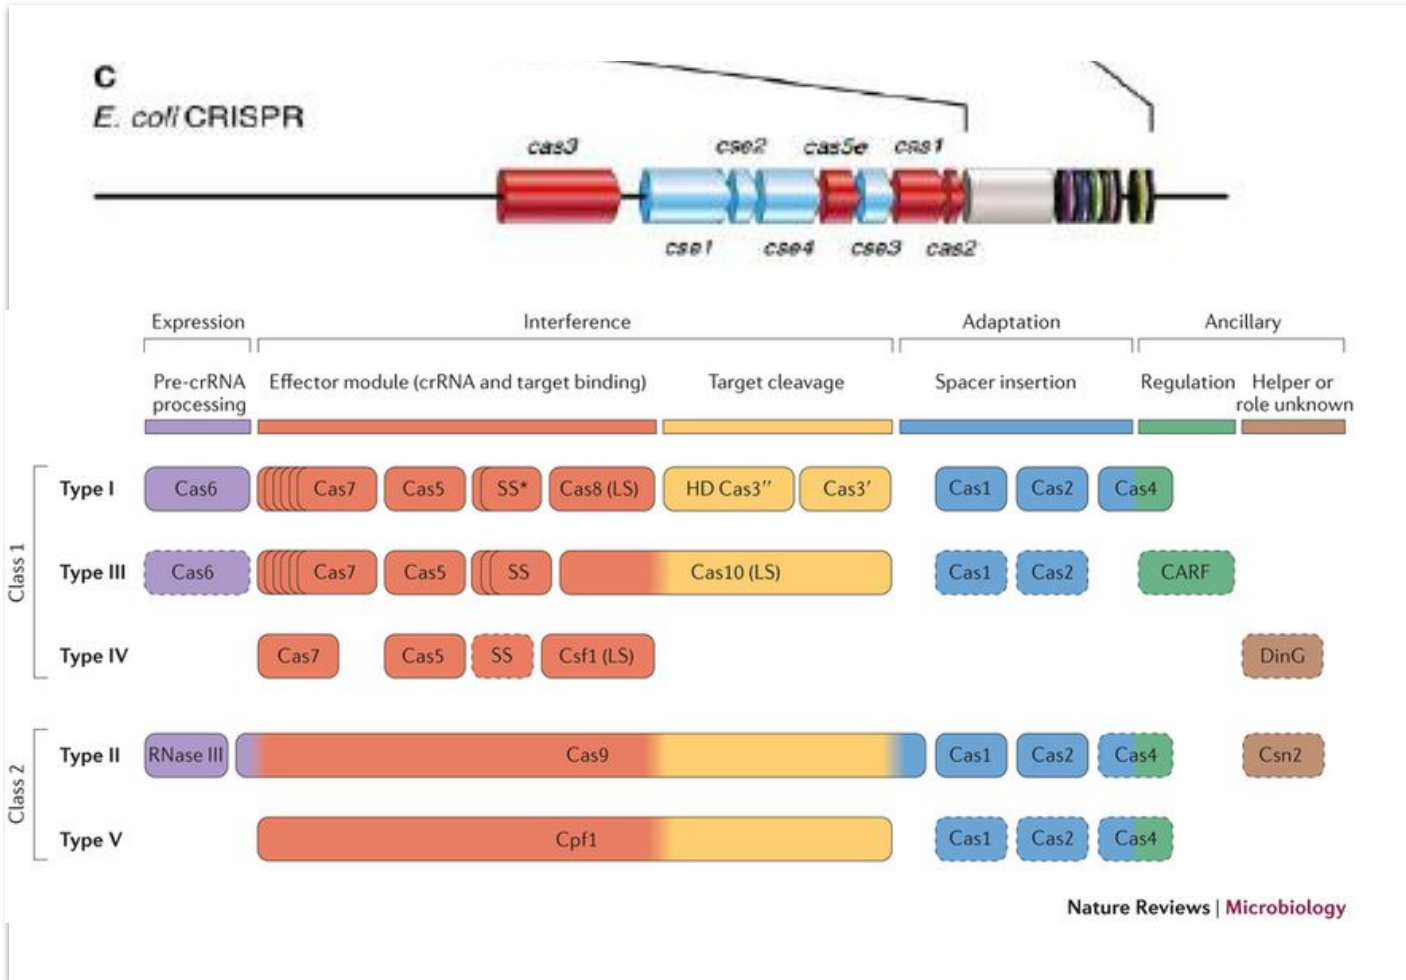 C
E. coli CRISPR
cas3 cse2 cas5e cas1
cse1 cse4 cse3 cas2
Expression Interference Adaptation Ancillary
Pre-crRNA processing
Effector module (crRNA and target binding)
Target cleavage
Spacer insertion
Regulation
Helper or role unknown
Class 1
Type I Cas6 Cas7 Cas5 SS* Cas8 (LS) HD Cas3′′ Cas3′ Cas1 Cas2 Cas4
Type III Cas6 Cas7 Cas5 SS Cas10 (LS) Cas1 Cas2 CARF
Type IV Cas7 Cas5 SS Csf1 (LS) DinG
Class 2
Type II RNase III Cas9 Cas1 Cas2 Cas4 Csn2
Type V Cpf1 Cas1 Cas2 Cas4
Nature Reviews | Microbiology